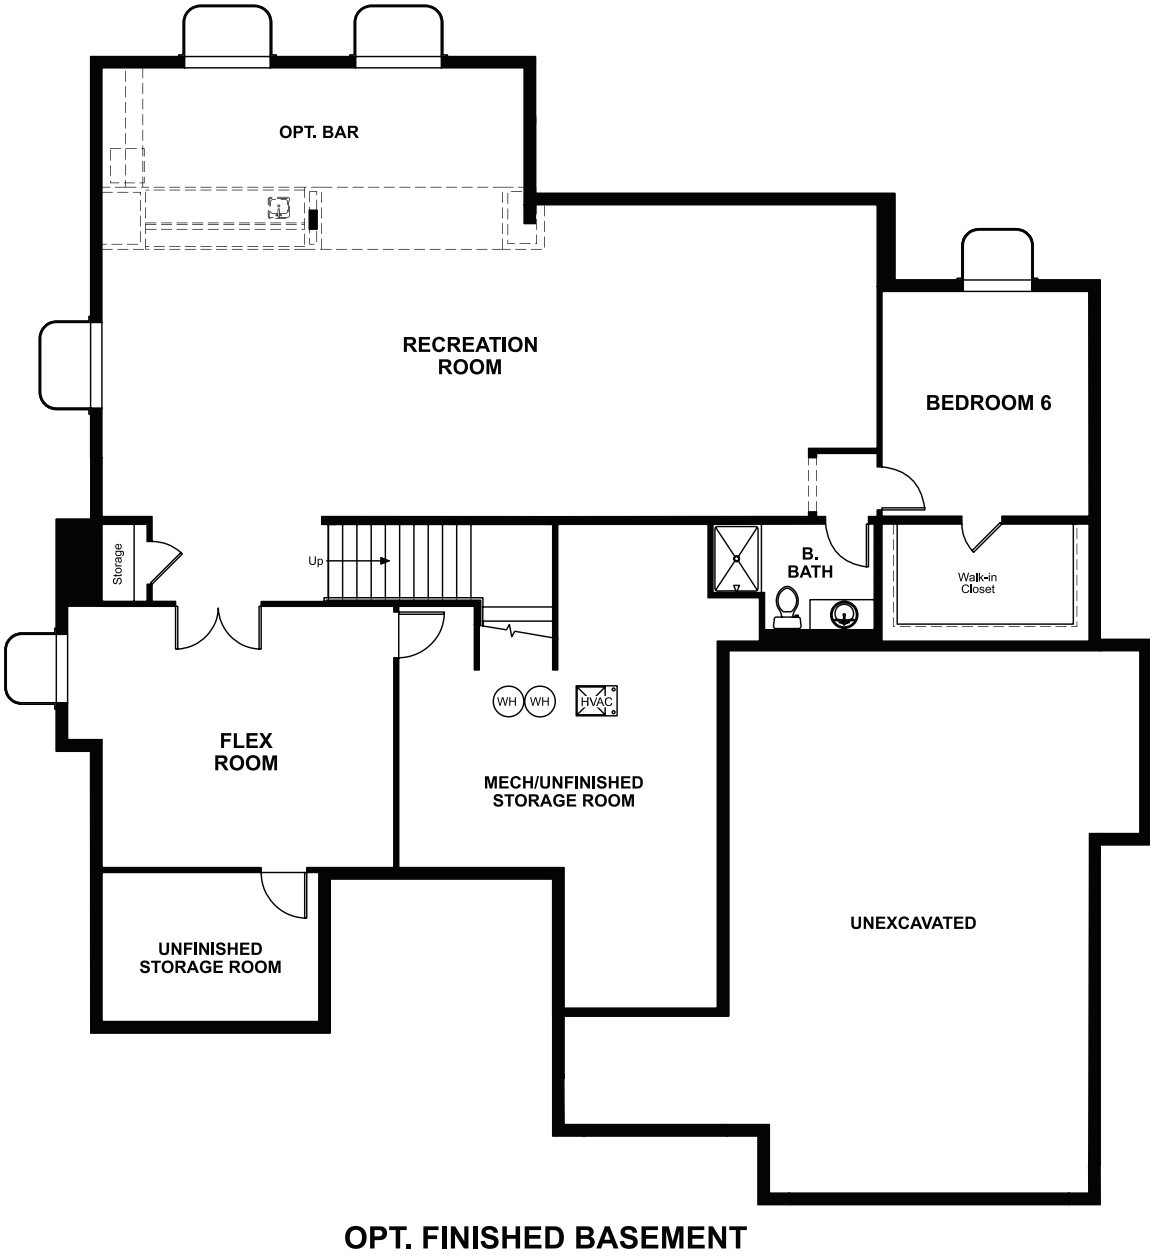 OPT. BAR
RECREATION
ROOM
BEDROOM 6
Storage
Up
B.
BATH
Walk-in
Closet
WH
WH
HVAC
FLEX
ROOM
MECH/UNFINISHED
STORAGE ROOM
UNEXCAVATED
UNFINISHED
STORAGE ROOM
OPT. FINISHED BASEMENT